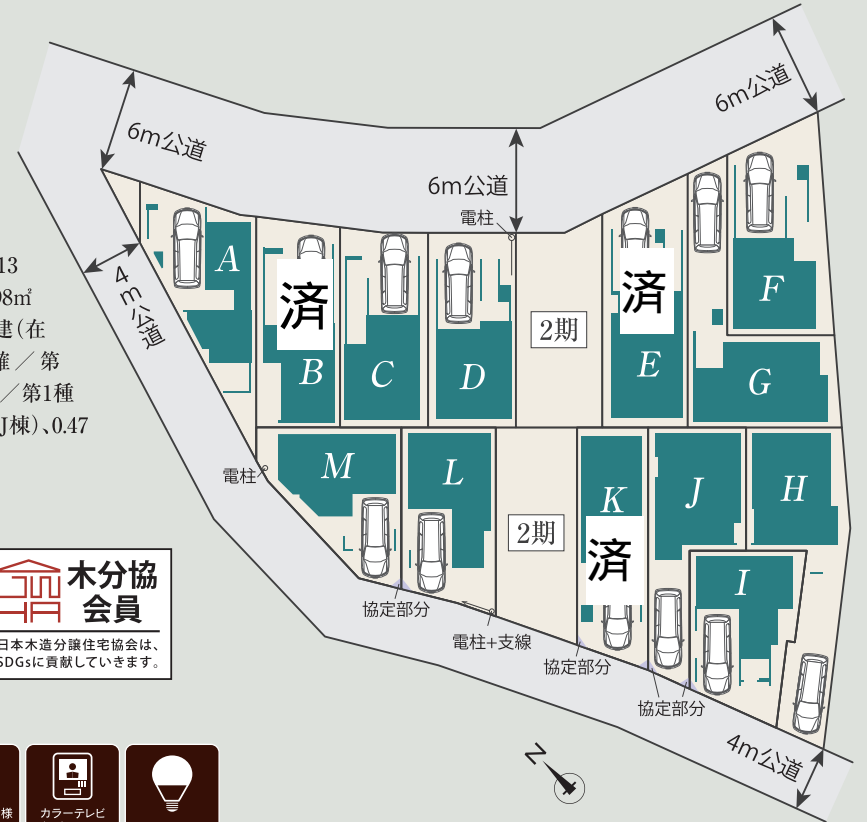 6m公道
6m公道
6m公道
電柱
4m公道
A
済
B
C
D
2期
済
E
F
G
13
98㎡
建(在
権／第
／第1種
J棟)、0.47
電柱
M
L
2期
K
済
J
H
I
協定部分
電柱+支線
協定部分
協定部分
4m公道
N
木分協
会員
日本木造分譲住宅協会は、
SDGsに貢献していきます。
様
カラーテレビ